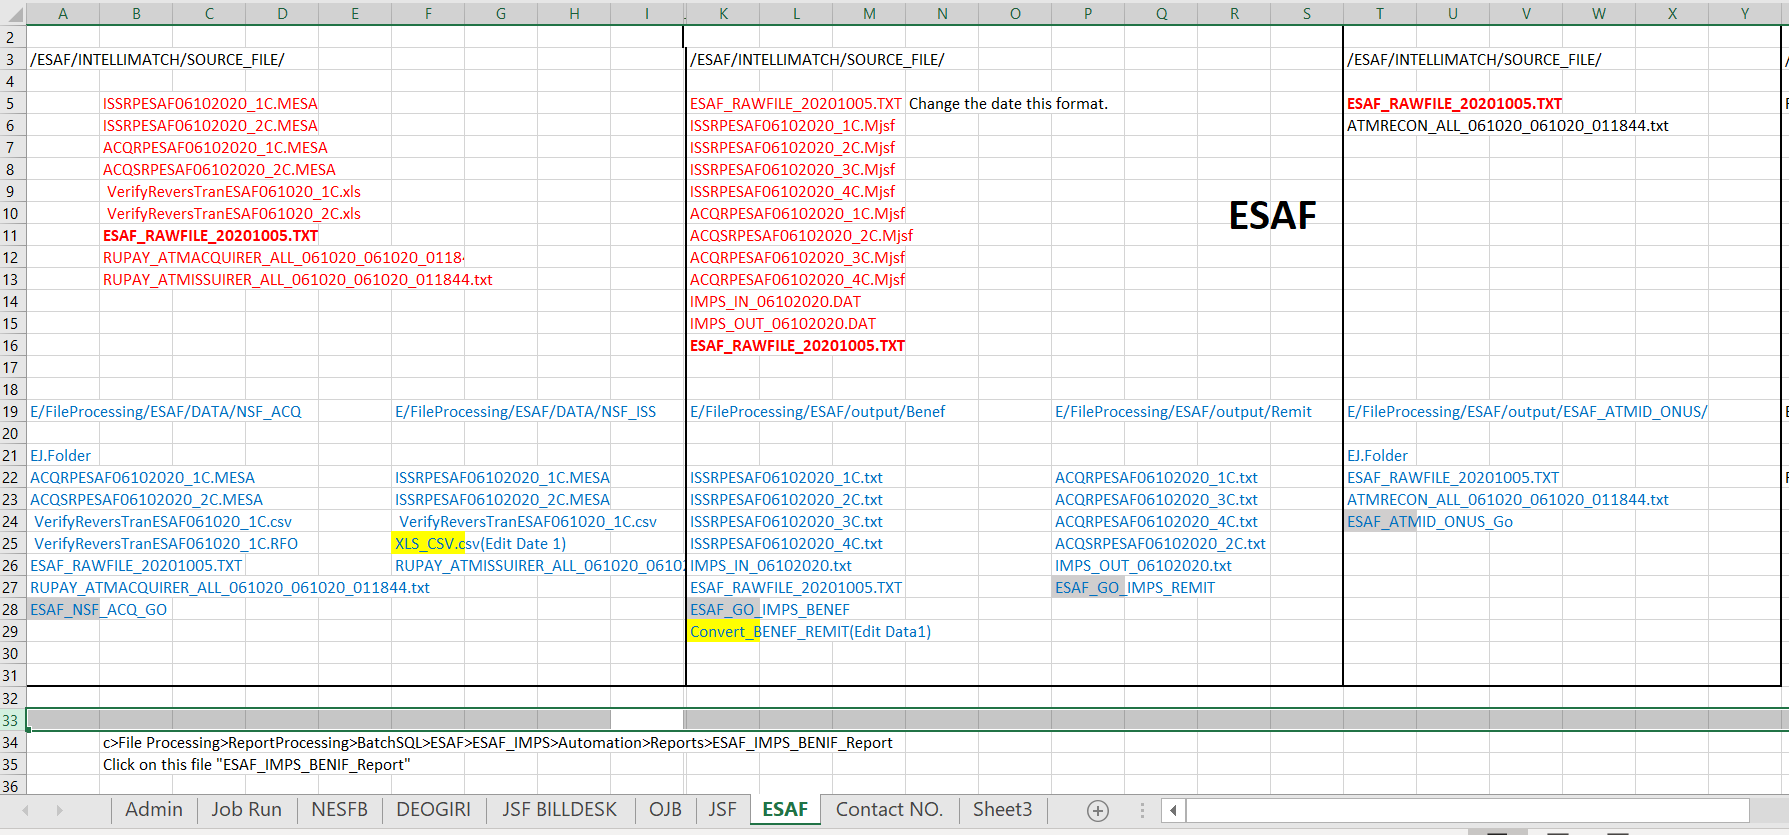 A B C D E F G H I K L M N O P Q R S T U V W X Y
2
3 /ESAF/INTELLIMATCH/SOURCE_FILE/ /ESAF/INTELLIMATCH/SOURCE_FILE/ /ESAF/INTELLIMATCH/SOURCE_FILE/
4
5 ISSRPESAF06102020_1C.MESA ESAF_RAWFILE_20201005.TXT Change the date this format. ESAF_RAWFILE_20201005.TXT
6 ISSRPESAF06102020_2C.MESA ISSRPESAF06102020_1C.Mjsf ATMRECON_ALL_061020_061020_011844.txt
7 ACQRPESAF06102020_1C.MESA ISSRPESAF06102020_2C.Mjsf
8 ACQSRPESAF06102020_2C.MESA ISSRPESAF06102020_3C.Mjsf
9 VerifyReversTranESAF061020_1C.xls ISSRPESAF06102020_4C.Mjsf
10 VerifyReversTranESAF061020_2C.xls ACQRPESAF06102020_1C.Mjsf ESAF
11 ESAF_RAWFILE_20201005.TXT ACQSRPESAF06102020_2C.Mjsf
12 RUPAY_ATMACQUIRER_ALL_061020_061020_0118 ACQRPESAF06102020_3C.Mjsf
13 RUPAY_ATMISSUIRER_ALL_061020_061020_011844.txt ACQRPESAF06102020_4C.Mjsf
14 IMPS_IN_06102020.DAT
15 IMPS_OUT_06102020.DAT
16 ESAF_RAWFILE_20201005.TXT
17
18
19 E/FileProcessing/ESAF/DATA/NSF_ACQ E/FileProcessing/ESAF/DATA/NSF_ISS E/FileProcessing/ESAF/output/Benef E/FileProcessing/ESAF/output/Remit E/FileProcessing/ESAF/output/ESAF_ATMID_ONUS/
20
21 EJ.Folder EJ.Folder
22 ACQRPESAF06102020_1C.MESA ISSRPESAF06102020_1C.MESA ISSRPESAF06102020_1C.txt ACQRPESAF06102020_1C.txt ESAF_RAWFILE_20201005.TXT
23 ACQSRPESAF06102020_2C.MESA ISSRPESAF06102020_2C.MESA ISSRPESAF06102020_2C.txt ACQRPESAF06102020_3C.txt ATMRECON_ALL_061020_061020_011844.txt
24 VerifyReversTranESAF061020_1C.csv VerifyReversTranESAF061020_1C.csv ISSRPESAF06102020_3C.txt ACQRPESAF06102020_4C.txt ESAF_ATMID_ONUS_Go
25 VerifyReversTranESAF061020_1C.RFO XLS_CSV.csv(Edit Date 1) ISSRPESAF06102020_4C.txt ACQSRPESAF06102020_2C.txt
26 ESAF_RAWFILE_20201005.TXT RUPAY_ATMISSUIRER_ALL_061020_0610 IMPS_IN_06102020.txt IMPS_OUT_06102020.txt
27 RUPAY_ATMACQUIRER_ALL_061020_061020_011844.txt ESAF_RAWFILE_20201005.TXT ESAF_GO_IMPS_REMIT
28 ESAF_NSF_ACQ_GO ESAF_GO_IMPS_BENEF
29 Convert_BENEF_REMIT(Edit Data1)
30
31
32
33
34 c>File Processing>ReportProcessing>BatchSQL>ESAF>ESAF_IMPS>Automation>Reports>ESAF_IMPS_BENIF_Report
35 Click on this file "ESAF_IMPS_BENIF_Report"
36
Admin Job Run NESFB DEOGIRI JSF BILLDESK OJB JSF ESAF Contact NO. Sheet3